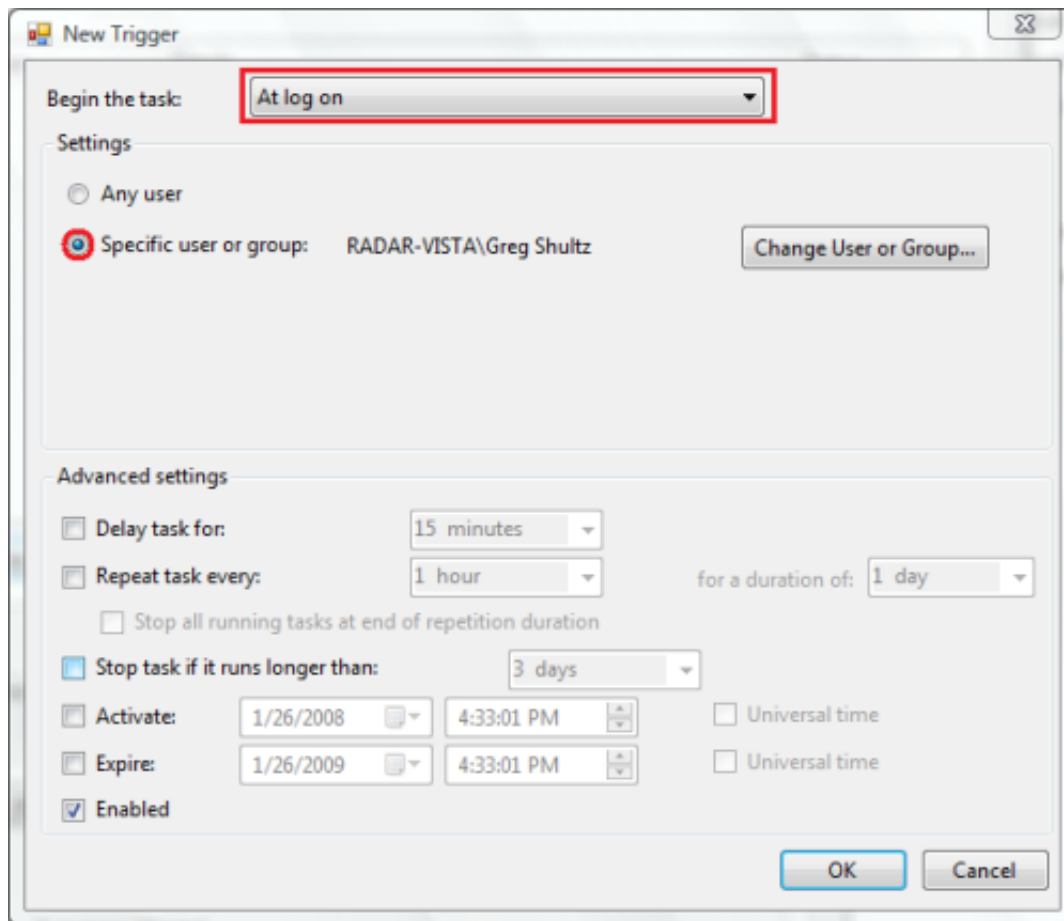 New Trigger
Begin the task: At log on
Settings
Any user
Specific user or group: RADAR-VISTA\Greg Shultz Change User or Group...
Advanced settings
Delay task for: 15 minutes
Repeat task every: 1 hour for a duration of: 1 day
Stop all running tasks at end of repetition duration
Stop task if it runs longer than: 3 days
Activate: 1/26/2008 4:33:01 PM Universal time
Expire: 1/26/2009 4:33:01 PM Universal time
Enabled
OK Cancel